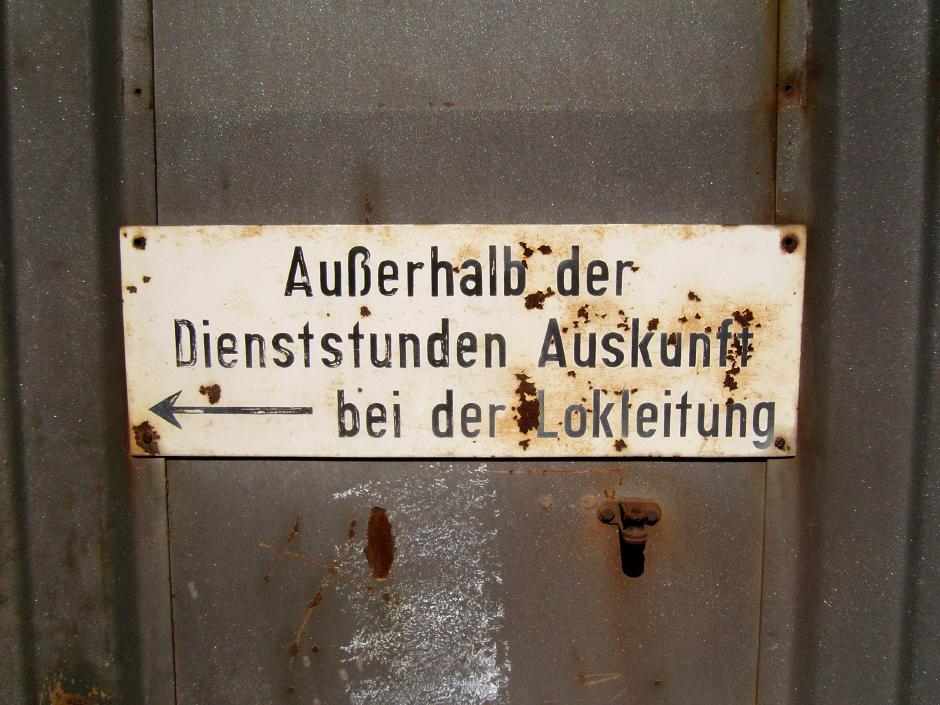 Außerhalb der
Dienststunden Auskunft
bei der Lokleitung